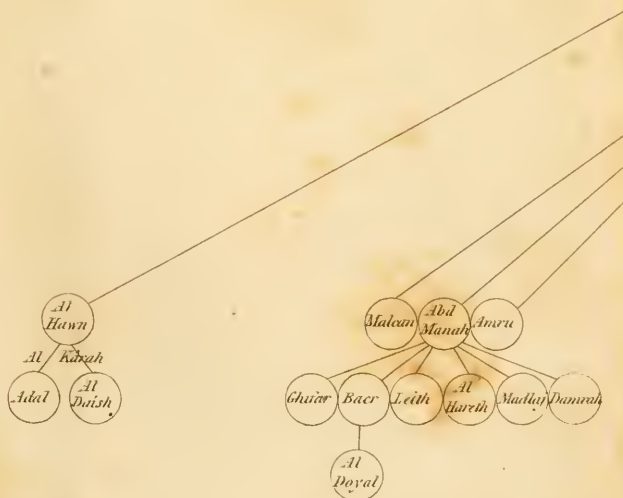 Al
Hawn
Al Karah
Adal
Al
Daish
Malcan
Abd
Manah
Amru
Ghifar
Bacr
Leith
Al
Hareth
Madlaj
Damrah
Al
Doyal